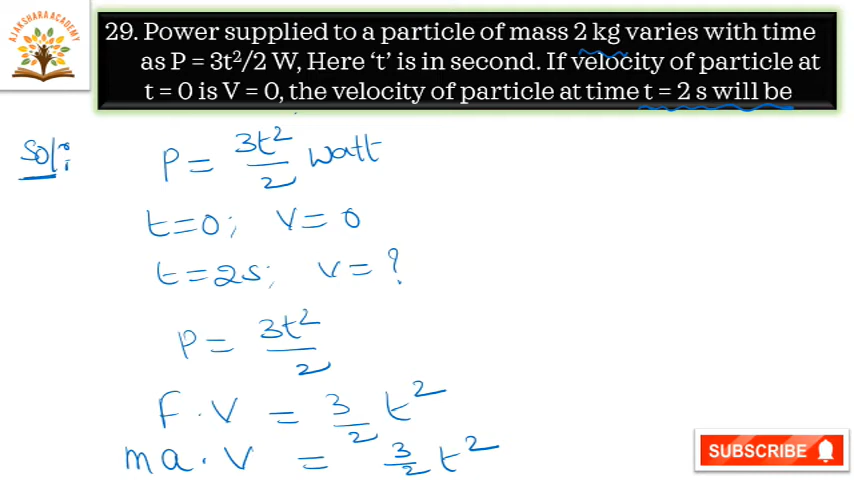 AJAKSHARA ACADEMY
29. Power supplied to a particle of mass 2 kg varies with time
as P = 3t²/2 W, Here ‘t’ is in second. If velocity of particle at
t = 0 is V = 0, the velocity of particle at time t = 2 s will be
Sol:
P = 3t²/2 watt
t=0; v=0
t=2s; v=?
P = 3t²/2
F.V = 3/2 t²
ma.V = 3/2 t²
SUBSCRIBE